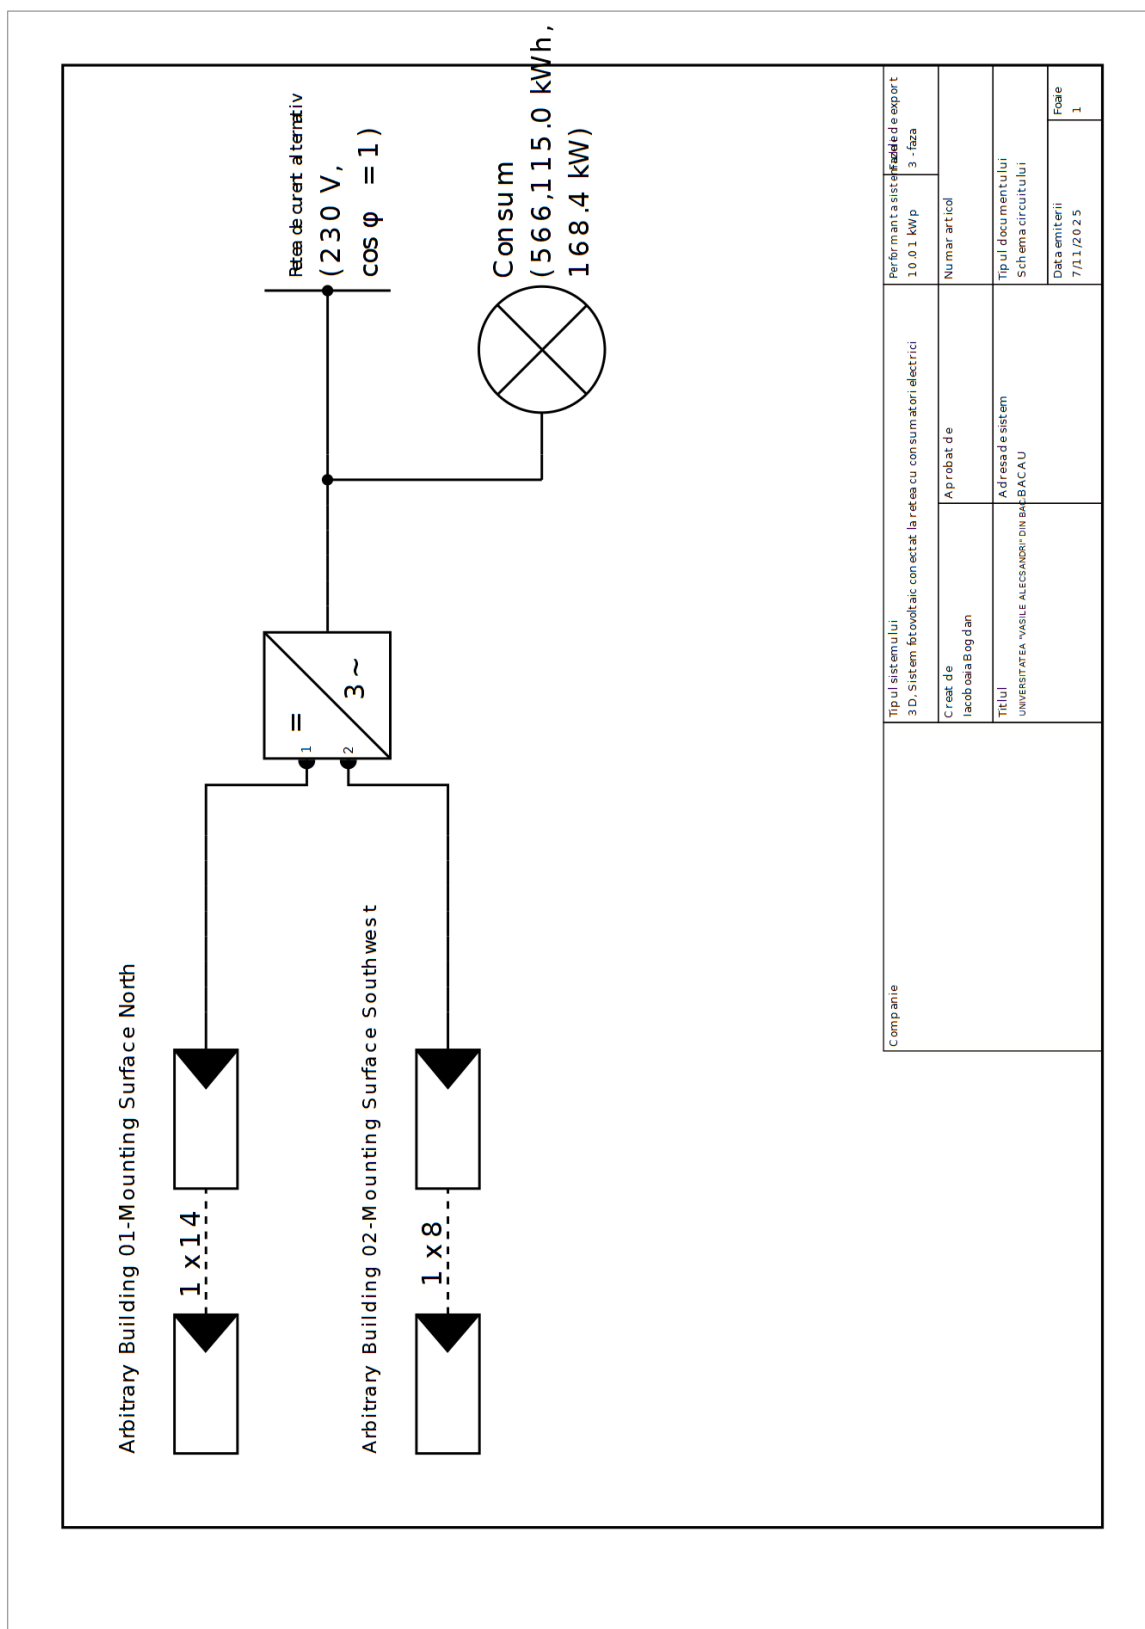 Arbitrary Building 01-Mounting Surface North
1 x 14
Arbitrary Building 02-Mounting Surface Southwest
1 x 8
1
2
=
3 ~
Retea de curent alternativ
(230 V,
cos φ = 1)
Consum
(566,115.0 kWh,
168.4 kW)
Companie
Tipul sistemului
3D, Sistem fotovoltaic conectat la retea cu consumatori electrici
Creat de
Iacoboaia Bogdan
Aprobat de
Titlul
UNIVERSITATEA "VASILE ALECSANDRI" DIN BAC
Adresa de sistem
BACAU
Performanta sistem
10.01 kWp
de export
3 - faza
Numar articol
Tipul documentului
Schema circuitului
Data emiterii
7/11/2025
Foaie
1